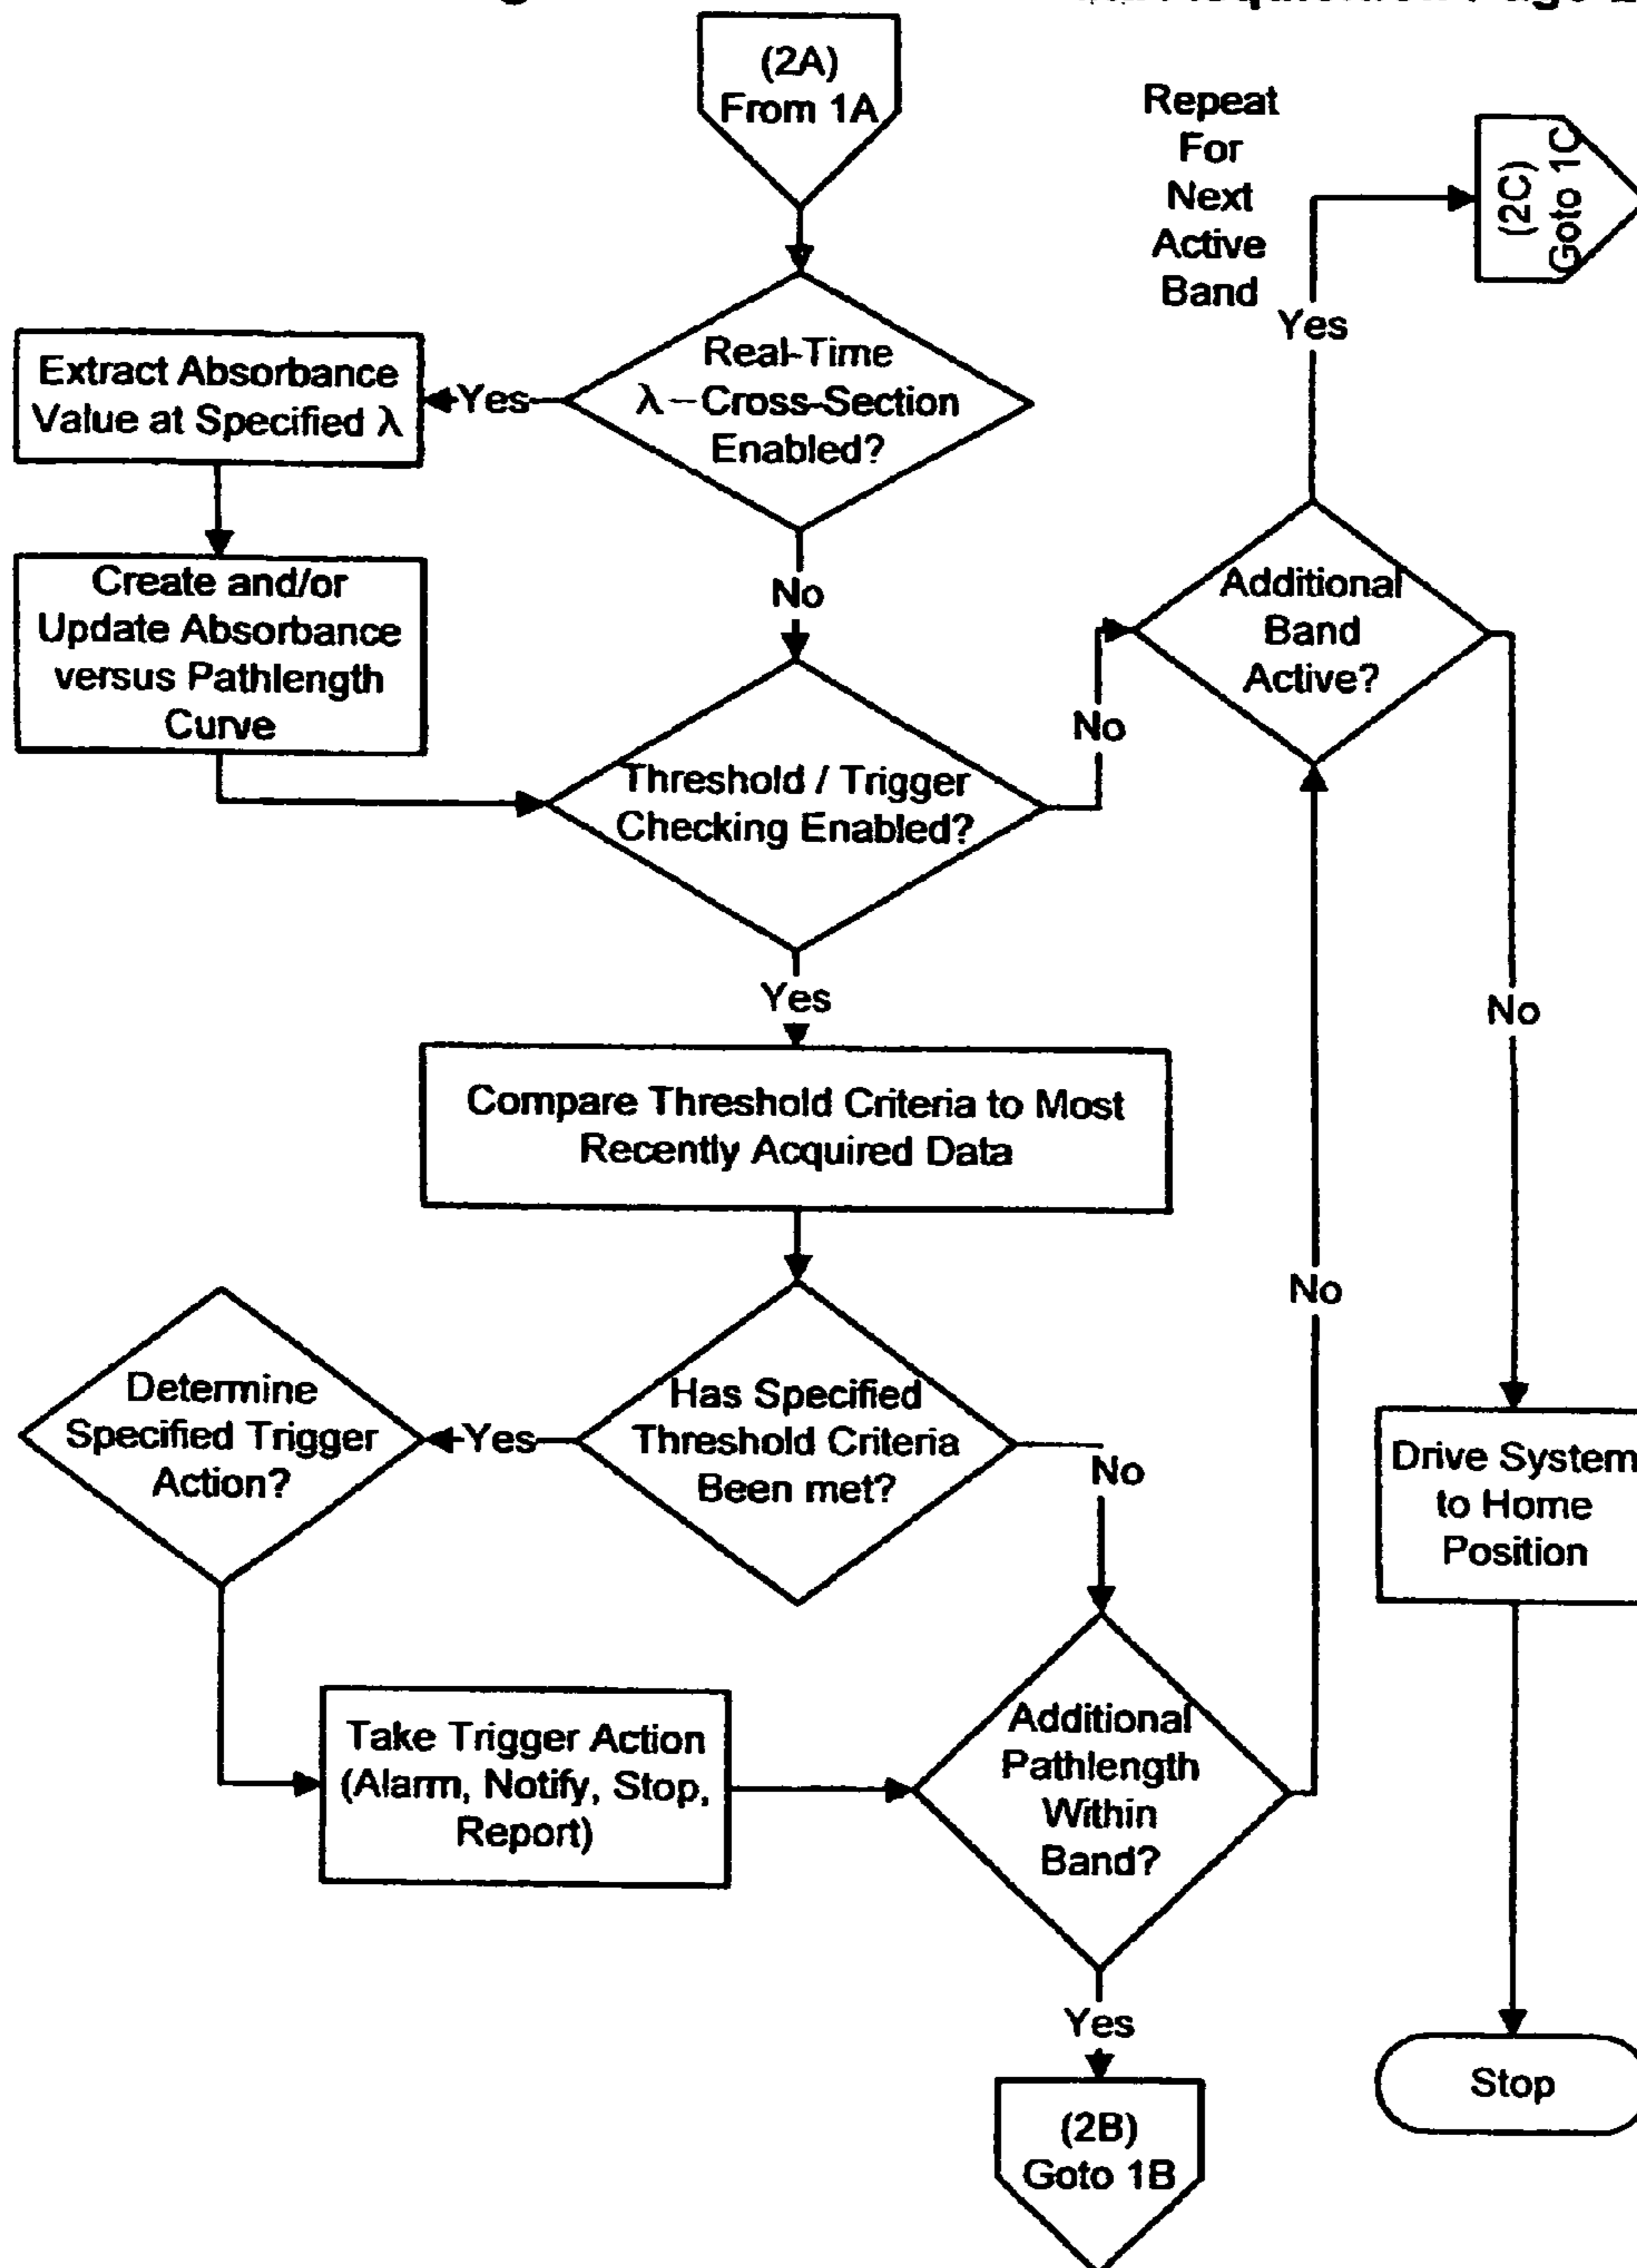 (2A)
From 1A
Repeat
For
Next
Active
Band
(2C)
Goto 1C
Yes
Real-Time
λ–Cross-Section
Enabled?
Yes
Extract Absorbance
Value at Specified λ
No
Create and/or
Update Absorbance
versus Pathlength
Curve
Additional
Band
Active?
No
Threshold / Trigger
Checking Enabled?
Yes
No
Compare Threshold Criteria to Most
Recently Acquired Data
No
Determine
Specified Trigger
Action?
Yes
Has Specified
Threshold Criteria
Been met?
No
Drive System
to Home
Position
Take Trigger Action
(Alarm, Notify, Stop,
Report)
Additional
Pathlength
Within
Band?
Yes
Stop
(2B)
Goto 1B